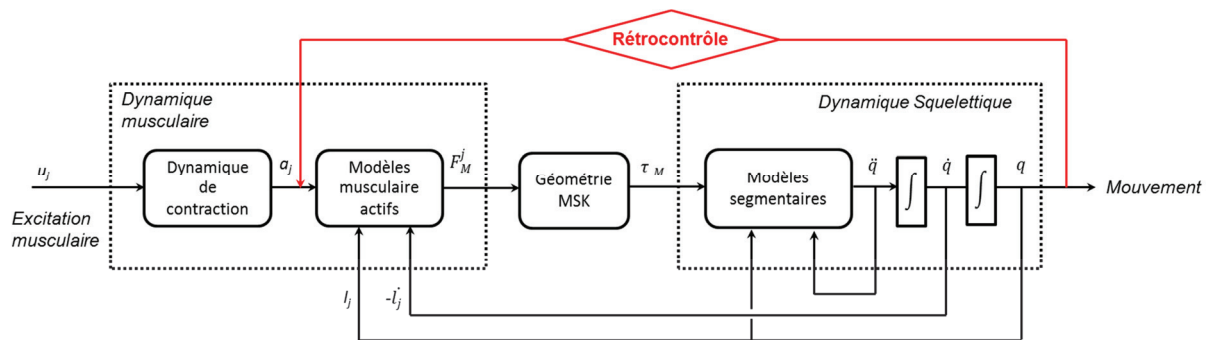 Rétrocontrôle
Dynamique
musculaire
Dynamique Squelettique
u_j
Excitation
musculaire
Dynamique
de
contraction
a_j
Modèles
musculaire
actifs
F_M^j
Géométrie
MSK
τ_M
Modèles
segmentaires
q̈
∫
q̇
∫
q
Mouvement
l_j
-l̇_j